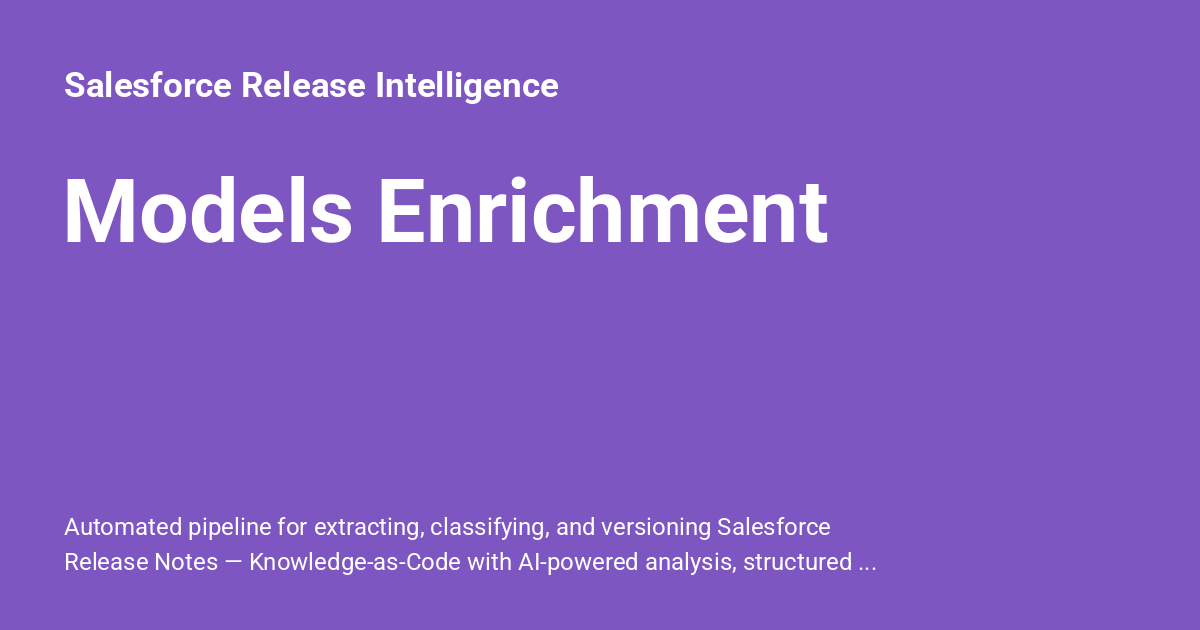 Salesforce Release Intelligence
Models Enrichment
Automated pipeline for extracting, classifying, and versioning Salesforce
Release Notes — Knowledge-as-Code with AI-powered analysis, structured ...